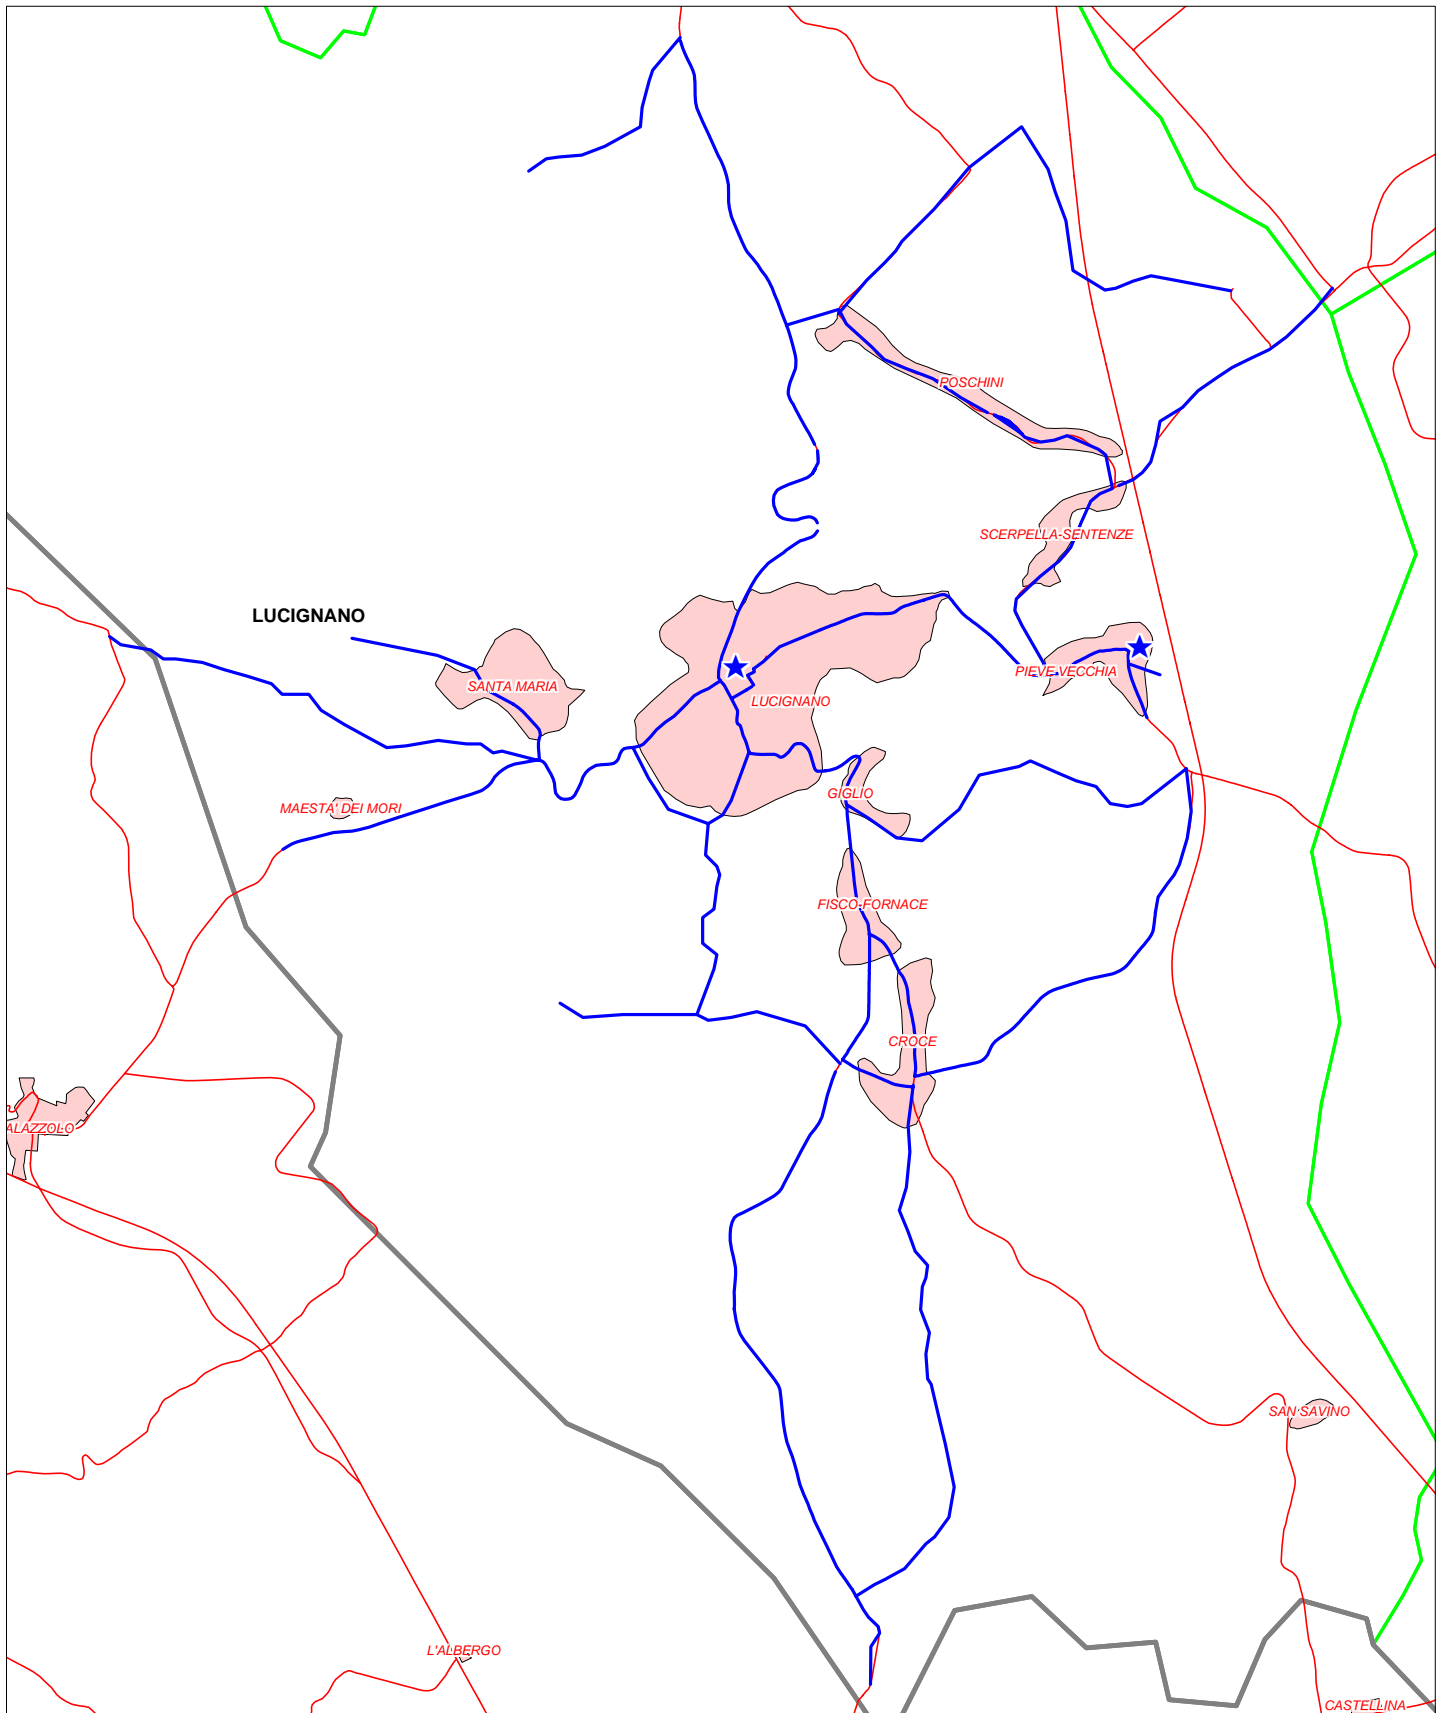 POSCHINI
SCERPELLA-SENTENZE
LUCIGNANO
PIEVE VECCHIA
SANTA MARIA
LUCIGNANO
GIGLIO
MAESTA' DEI MORI
FISCO-FORNACE
CROCE
ALAZZOLO
SAN SAVINO
L'ALBERGO
CASTELLINA